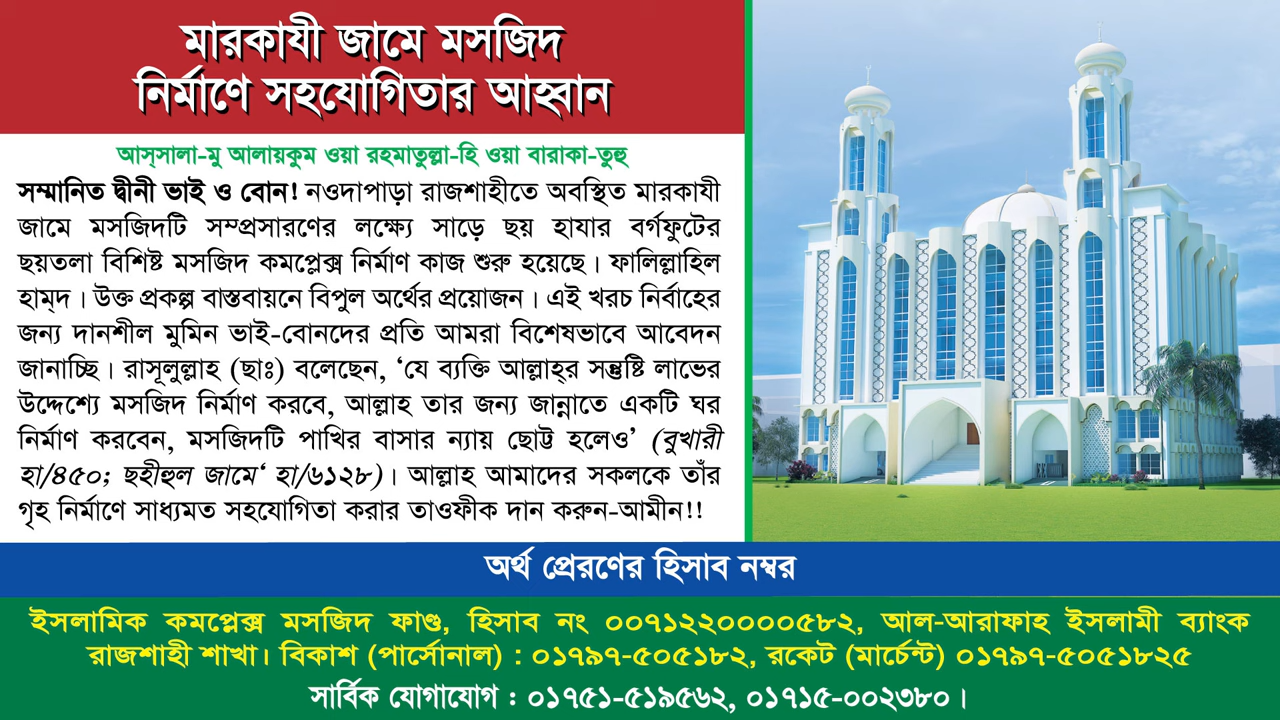 মারকাযী জামে মসজিদ
নির্মাণে সহযোগিতার আহ্বান
আস্সালা-মু আলায়কুম ওয়া রহমাতুল্লা-হি ওয়া বারাকা-তুহু
সম্মানিত দ্বীনী ভাই ও বোন! নওদাপাড়া রাজশাহীতে অবস্থিত মারকাযী
জামে মসজিদটি সম্প্রসারণের লক্ষ্যে সাড়ে ছয় হাযার বর্গফুটের
ছয়তলা বিশিষ্ট মসজিদ কমপ্লেক্স নির্মাণ কাজ শুরু হয়েছে। ফালিল্লাহিল
হাম্দ। উক্ত প্রকল্প বাস্তবায়নে বিপুল অর্থের প্রয়োজন। এই খরচ নির্বাহের
জন্য দানশীল মুমিন ভাই-বোনদের প্রতি আমরা বিশেষভাবে আবেদন
জানাচ্ছি। রাসূলুল্লাহ (ছাঃ) বলেছেন, ‘যে ব্যক্তি আল্লাহ্র সন্তুষ্টি লাভের
উদ্দেশ্যে মসজিদ নির্মাণ করবে, আল্লাহ তার জন্য জান্নাতে একটি ঘর
নির্মাণ করবেন, মসজিদটি পাখির বাসার ন্যায় ছোট্ট হলেও’ (বুখারী
হা/৪৫০; ছহীহুল জামে‘ হা/৬১২৮)। আল্লাহ আমাদের সকলকে তাঁর
গৃহ নির্মাণে সাধ্যমত সহযোগিতা করার তাওফীক দান করুন-আমীন!!
অর্থ প্রেরণের হিসাব নম্বর
ইসলামিক কমপ্লেক্স মসজিদ ফাণ্ড, হিসাব নং ০০৭১২২০০০০৫৮২, আল-আরাফাহ ইসলামী ব্যাংক
রাজশাহী শাখা। বিকাশ (পার্সোনাল) : ০১৭৯৭-৫০৫১৮২, রকেট (মার্চেন্ট) ০১৭৯৭-৫০৫১৮২৫
সার্বিক যোগাযোগ : ০১৭৫১-৫১৯৫৬২, ০১৭১৫-০০২৩৮০।